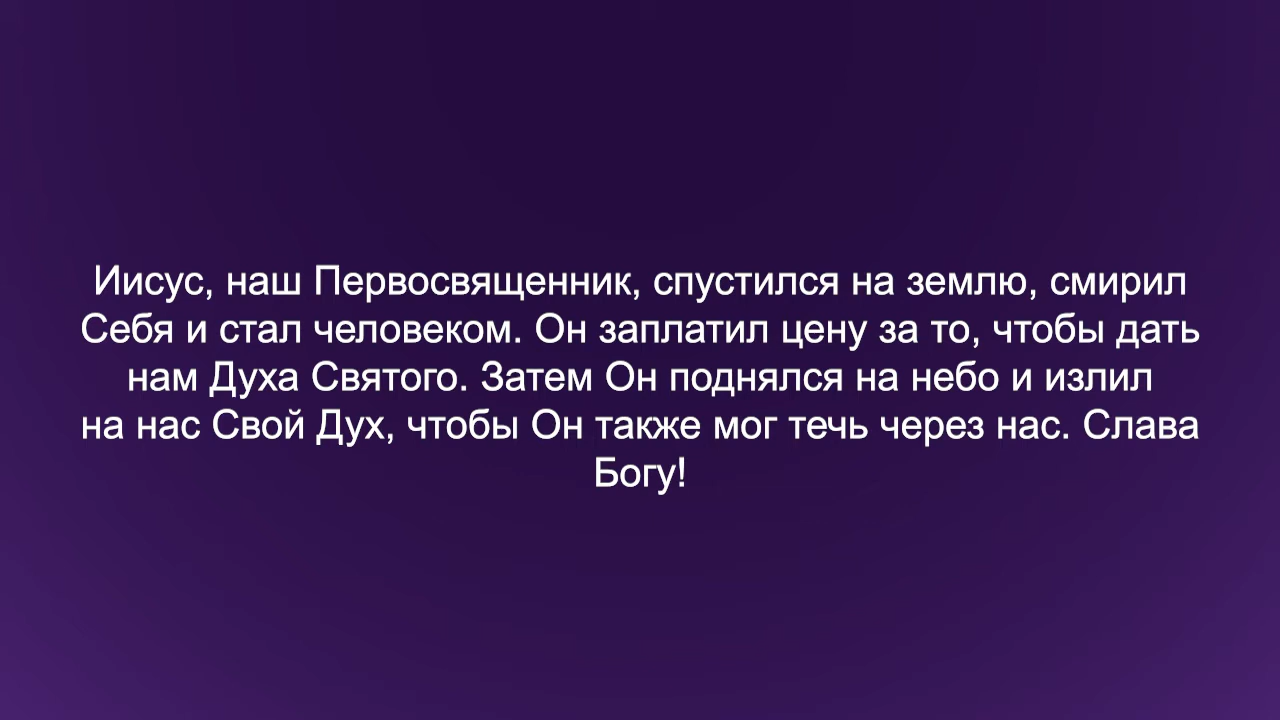 Иисус, наш Первосвященник, спустился на землю, смирил
Себя и стал человеком. Он заплатил цену за то, чтобы дать
нам Духа Святого. Затем Он поднялся на небо и излил
на нас Свой Дух, чтобы Он также мог течь через нас. Слава
Богу!